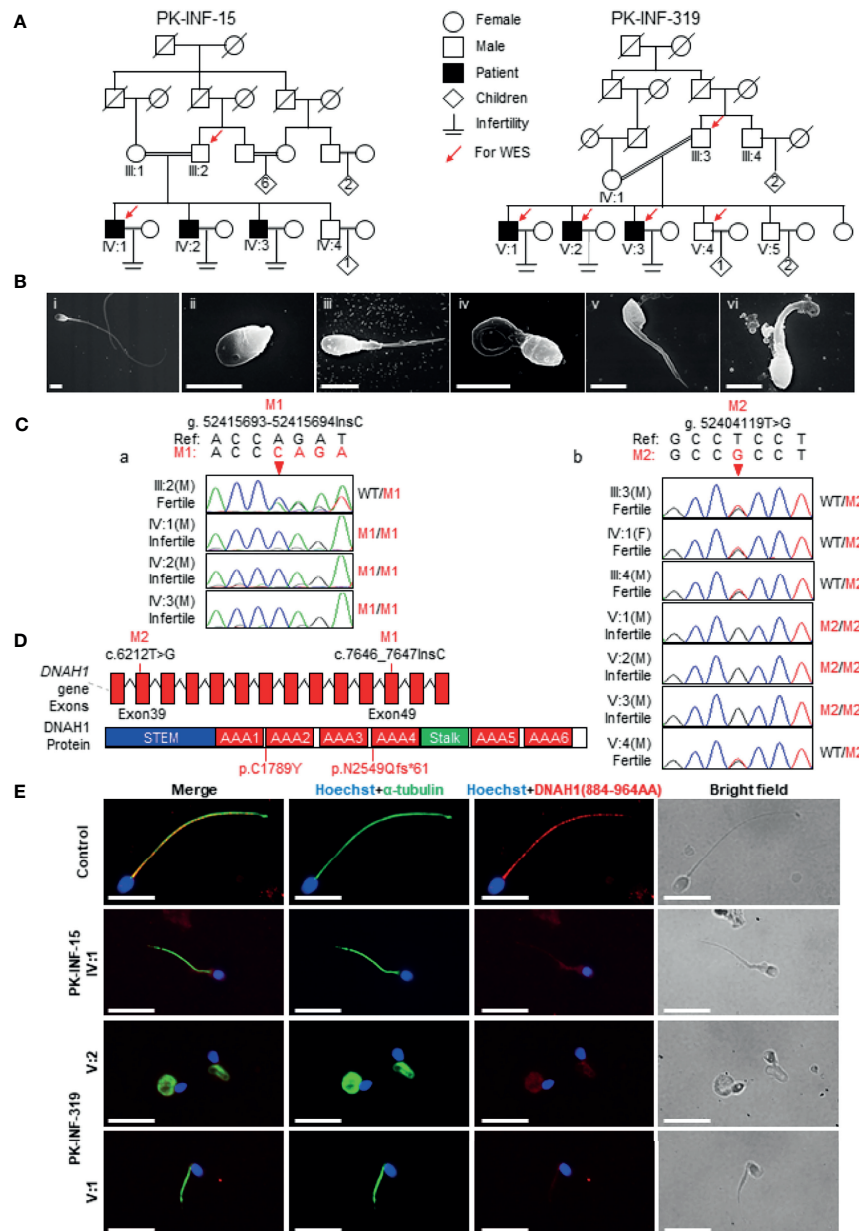 A
PK-INF-15
PK-INF-319
Female
Male
Patient
Children
Infertility
For WES
III:1
III:2
6
2
IV:1
IV:2
IV:3
IV:4
1
III:3
III:4
IV:1
2
V:1
V:2
V:3
V:4
V:5
1
2
B
i
ii
iii
iv
v
vi
C
M1
g. 52415693-52415694InsC
Ref: A C C A G A T
M1: A C C C A G A
a
III:2(M)
Fertile
WT/M1
IV:1(M)
Infertile
M1/M1
IV:2(M)
Infertile
M1/M1
IV:3(M)
Infertile
M1/M1
M2
g. 52404119T>G
Ref: G C C T C C T
M2: G C C G C C T
b
III:3(M)
Fertile
WT/M2
IV:1(F)
Fertile
WT/M2
III:4(M)
Fertile
WT/M2
V:1(M)
Infertile
M2/M2
V:2(M)
Infertile
M2/M2
V:3(M)
Infertile
M2/M2
V:4(M)
Fertile
WT/M2
D
M2
c.6212T>G
M1
c.7646_7647InsC
DNAH1
gene
Exons
Exon39
Exon49
DNAH1
Protein
STEM
AAA1
AAA2
AAA3
AAA4
Stalk
AAA5
AAA6
p.C1789Y
p.N2549Qfs*61
E
Merge
Hoechst+α-tubulin
Hoechst+DNAH1(884-964AA)
Bright field
Control
PK-INF-15
IV:1
PK-INF-319
V:2
V:1